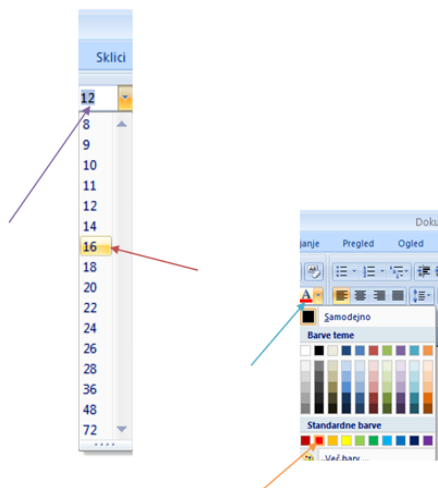 Sklici
12
8
9
10
11
12
14
16
18
20
22
24
26
28
36
48
72
Doku
janje Pregled Ogled
A
Samodejno
Barve teme
Standardne barve
Več barv ...